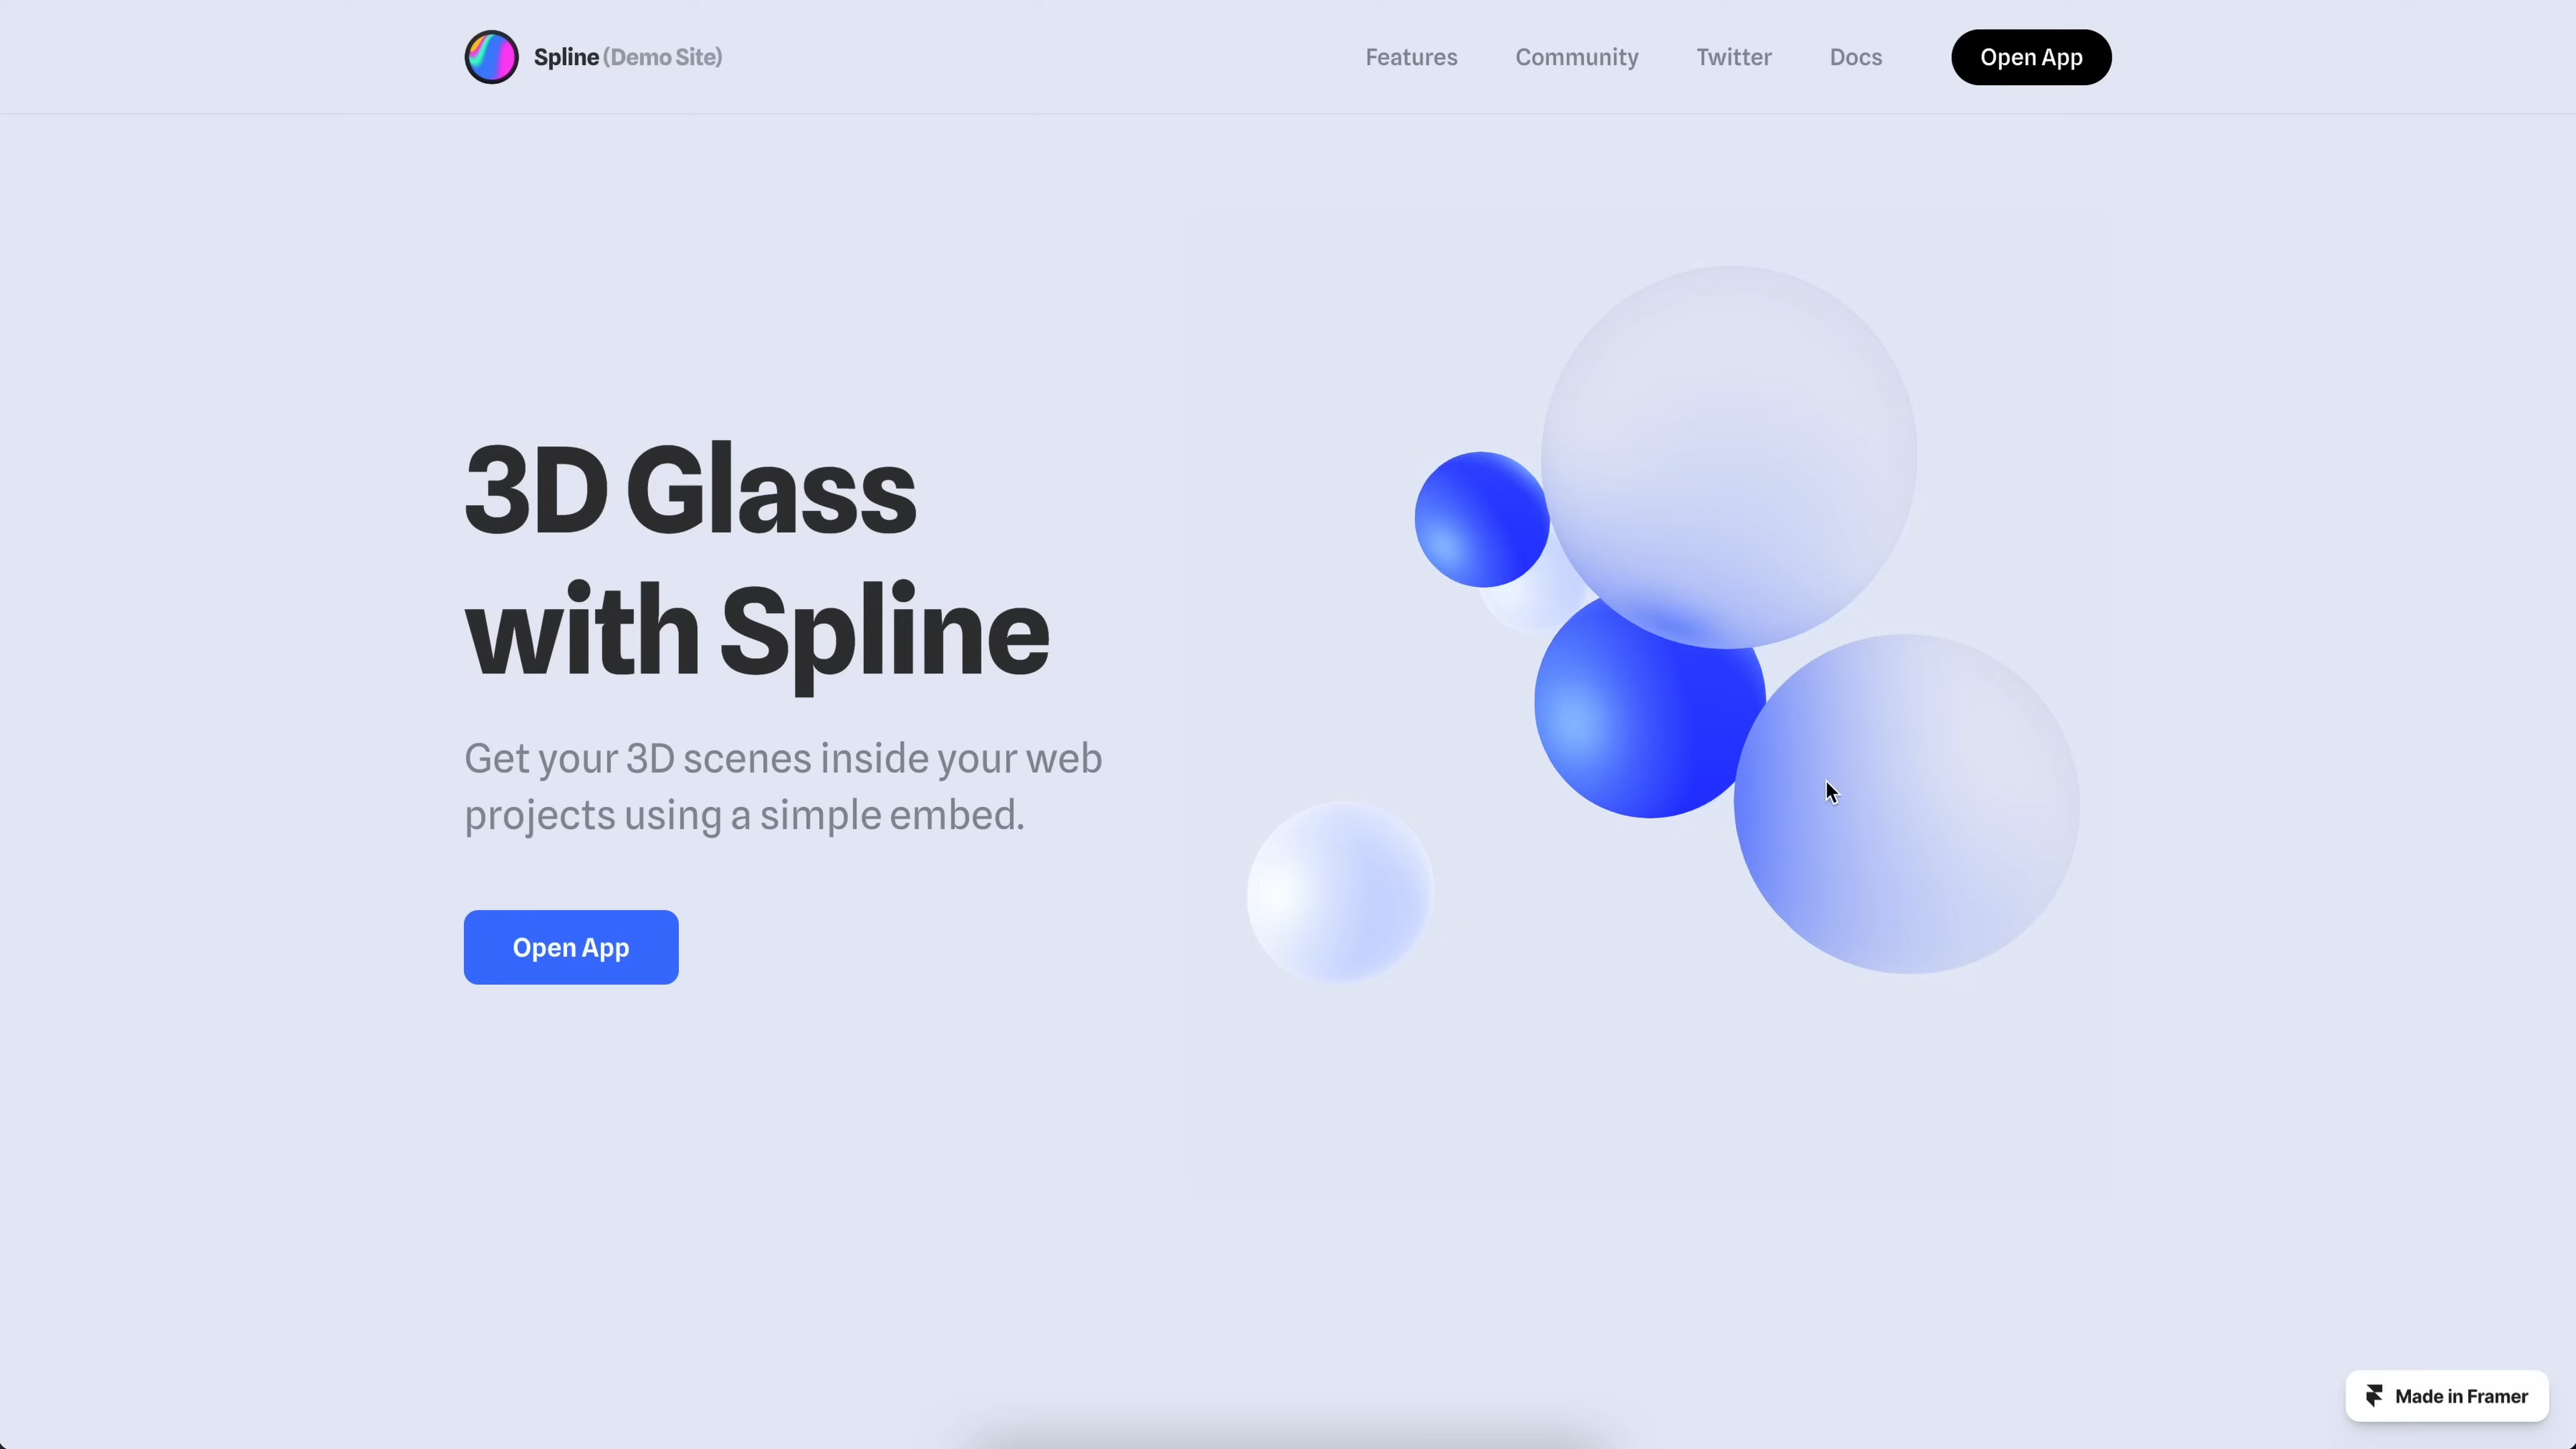 Spline (Demo Site)
Features
Community
Twitter
Docs
Open App
3D Glass
with Spline
Get your 3D scenes inside your web
projects using a simple embed.
Open App
Made in Framer